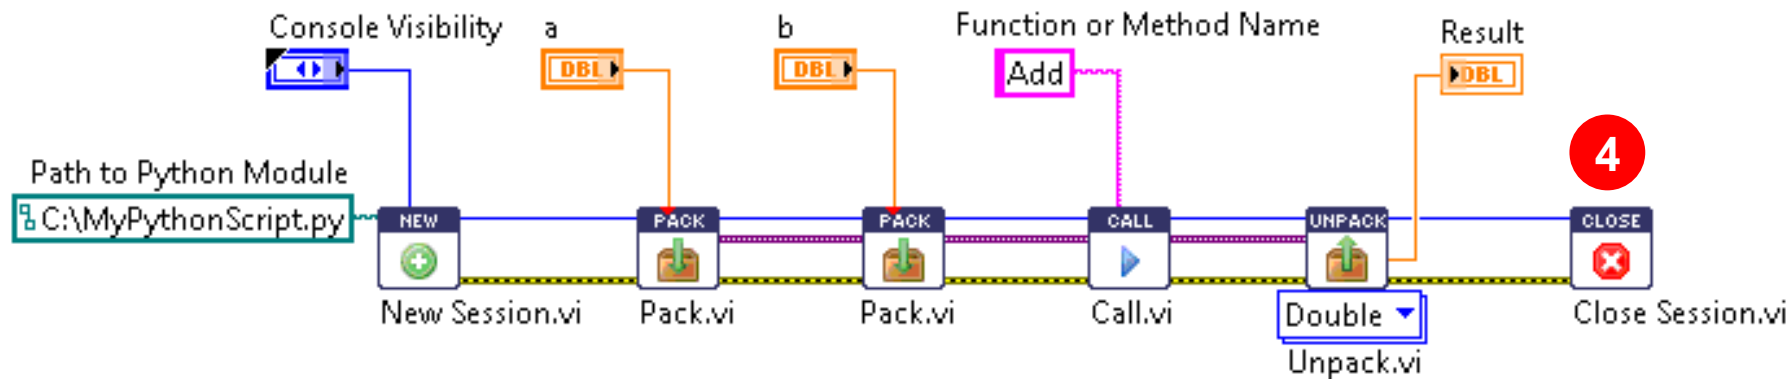 Console Visibility
a
b
Function or Method Name
Result
DBL
DBL
Add
DBL
4
Path to Python Module
C:\MyPythonScript.py
NEW
PACK
PACK
CALL
UNPACK
CLOSE
New Session.vi
Pack.vi
Pack.vi
Call.vi
Double
Close Session.vi
Unpack.vi